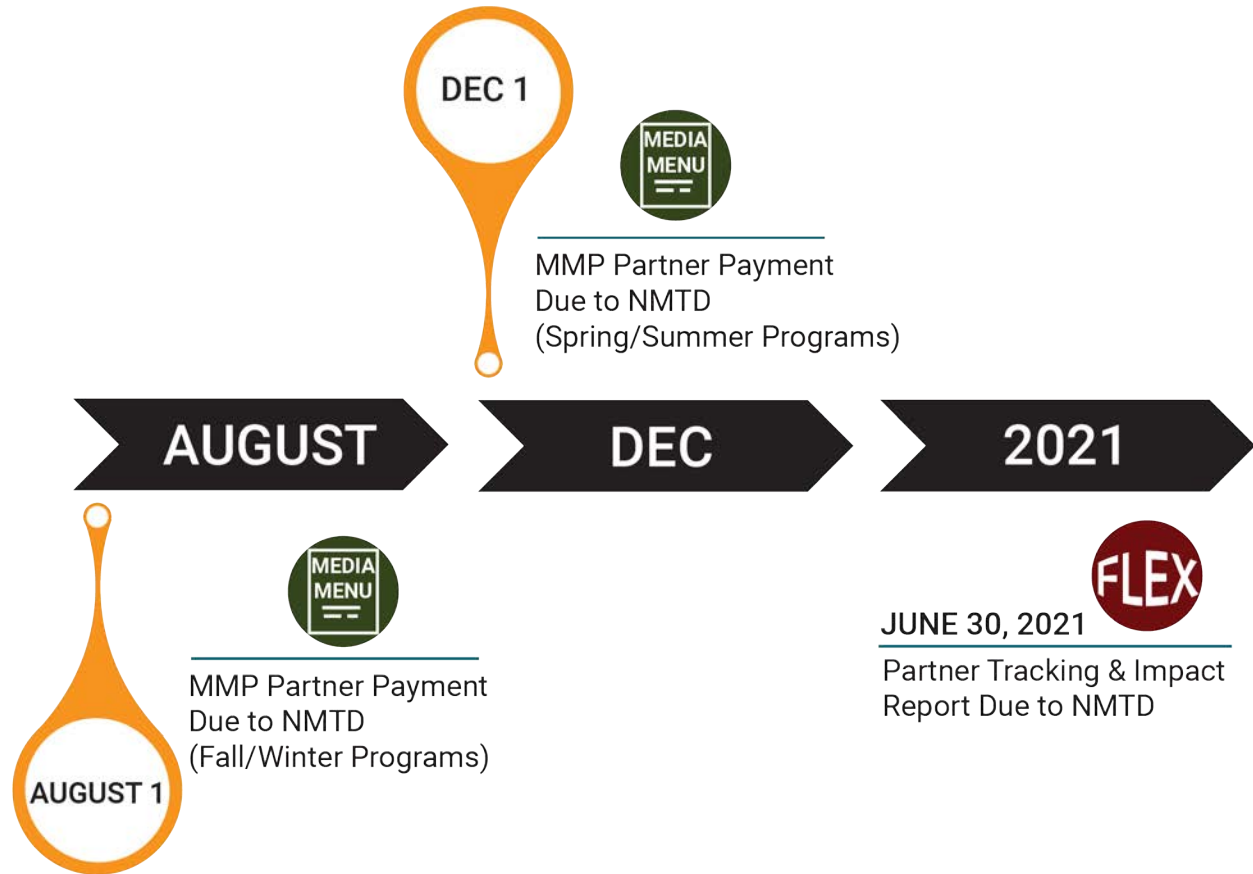 DEC 1
MEDIA
MENU
MMP Partner Payment
Due to NMTD
(Spring/Summer Programs)
AUGUST
DEC
2021
MEDIA
MENU
MMP Partner Payment
Due to NMTD
(Fall/Winter Programs)
AUGUST 1
FLEX
JUNE 30, 2021
Partner Tracking & Impact
Report Due to NMTD